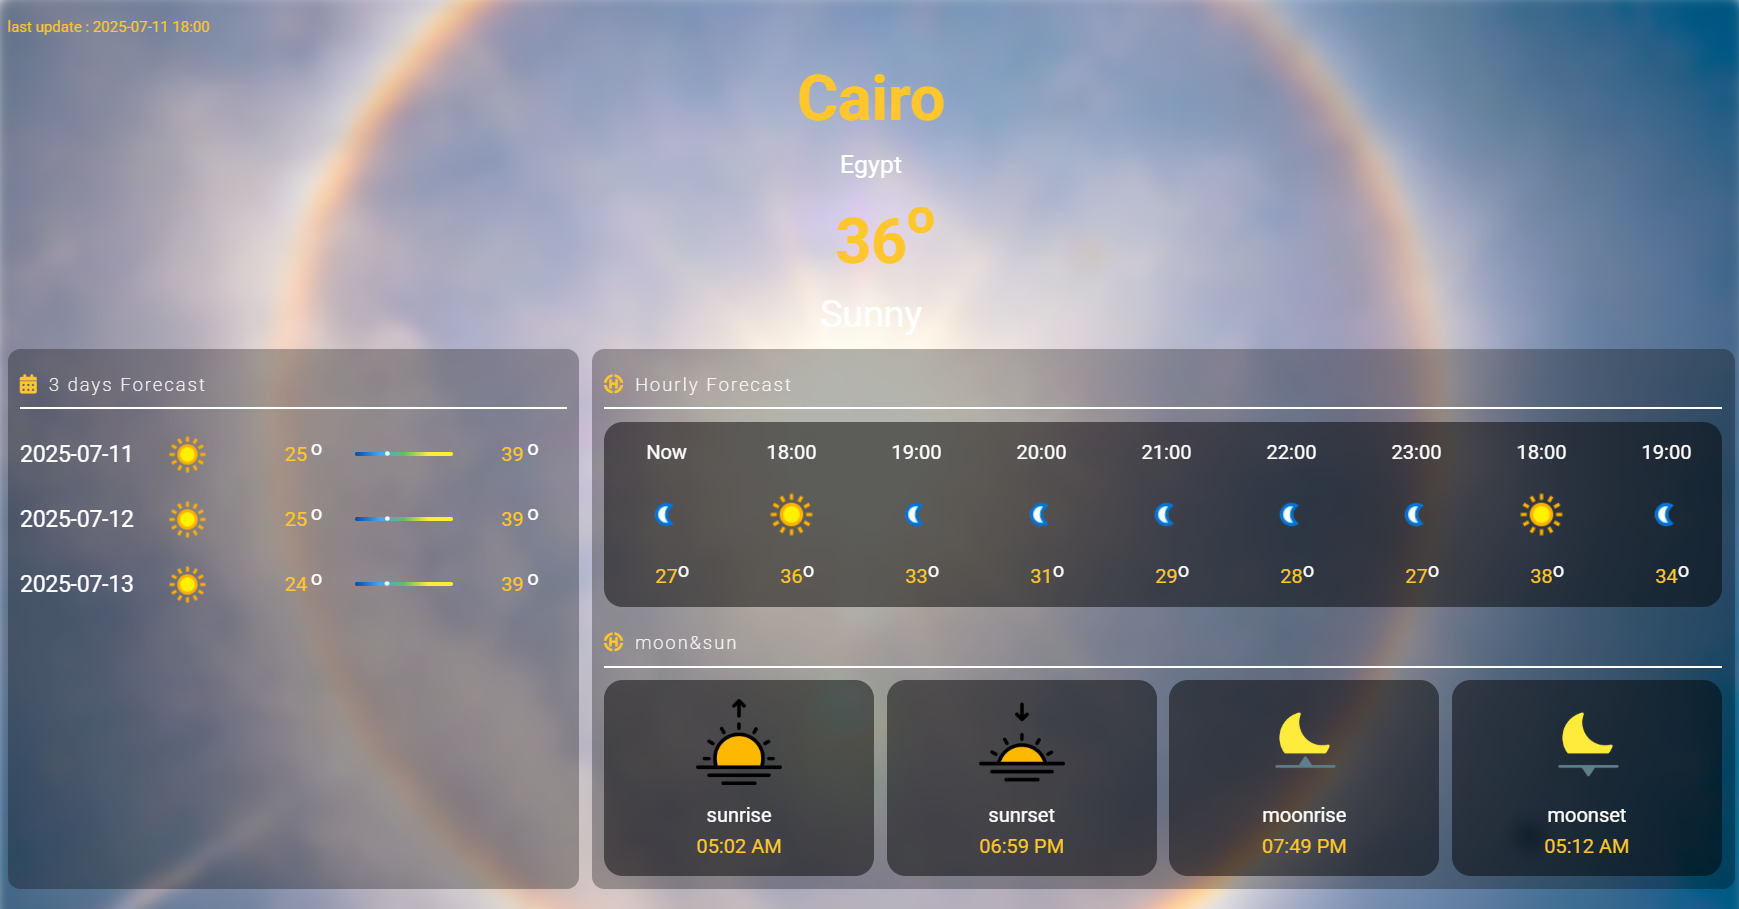 last update : 2025-07-11 18:00
Cairo
Egypt
36°
Sunny
3 days Forecast
2025-07-11 25° 39°
2025-07-12 25° 39°
2025-07-13 24° 39°
Hourly Forecast
Now 18:00 19:00 20:00 21:00 22:00 23:00 18:00 19:00
27° 36° 33° 31° 29° 28° 27° 38° 34°
moon&sun
sunrise sunrset moonrise moonset
05:02 AM 06:59 PM 07:49 PM 05:12 AM